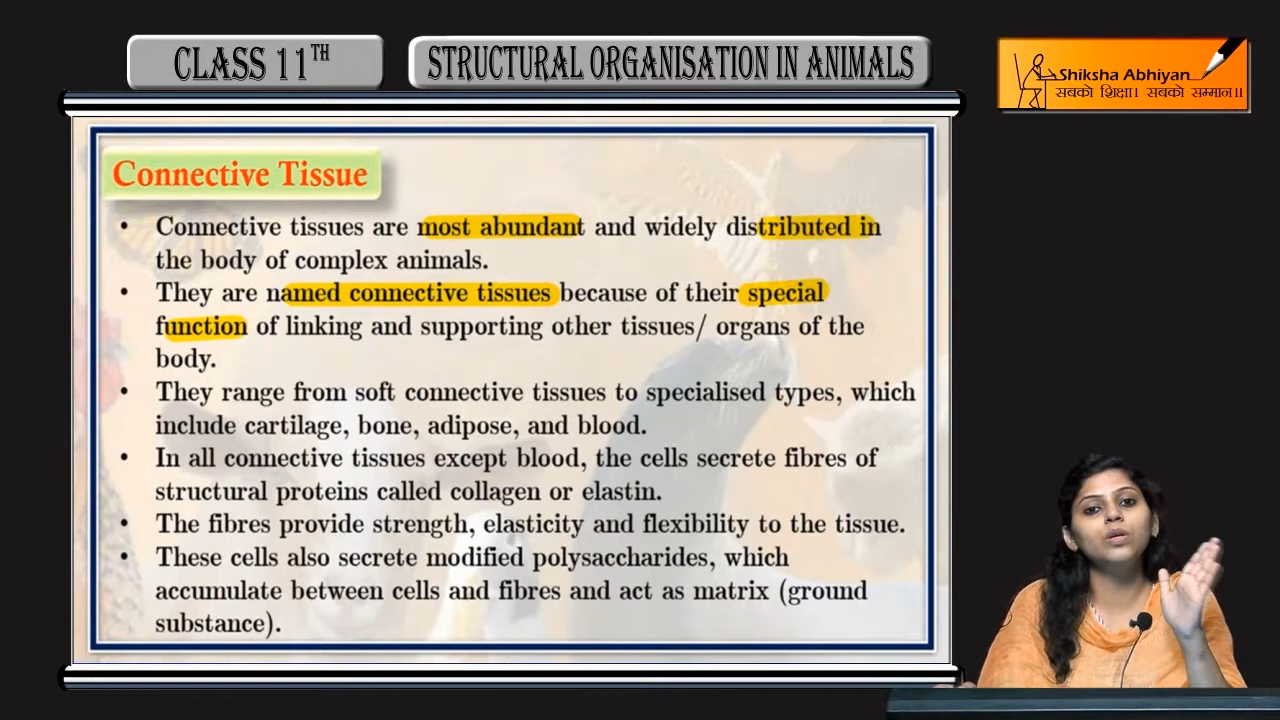 CLASS 11TH
STRUCTURAL ORGANISATION IN ANIMALS
Shiksha Abhiyan
सबको शिक्षा। सबको सम्मान।।
Connective Tissue
• Connective tissues are most abundant and widely distributed in
the body of complex animals.
• They are named connective tissues because of their special
function of linking and supporting other tissues/ organs of the
body.
• They range from soft connective tissues to specialised types, which
include cartilage, bone, adipose, and blood.
• In all connective tissues except blood, the cells secrete fibres of
structural proteins called collagen or elastin.
• The fibres provide strength, elasticity and flexibility to the tissue.
• These cells also secrete modified polysaccharides, which
accumulate between cells and fibres and act as matrix (ground
substance).